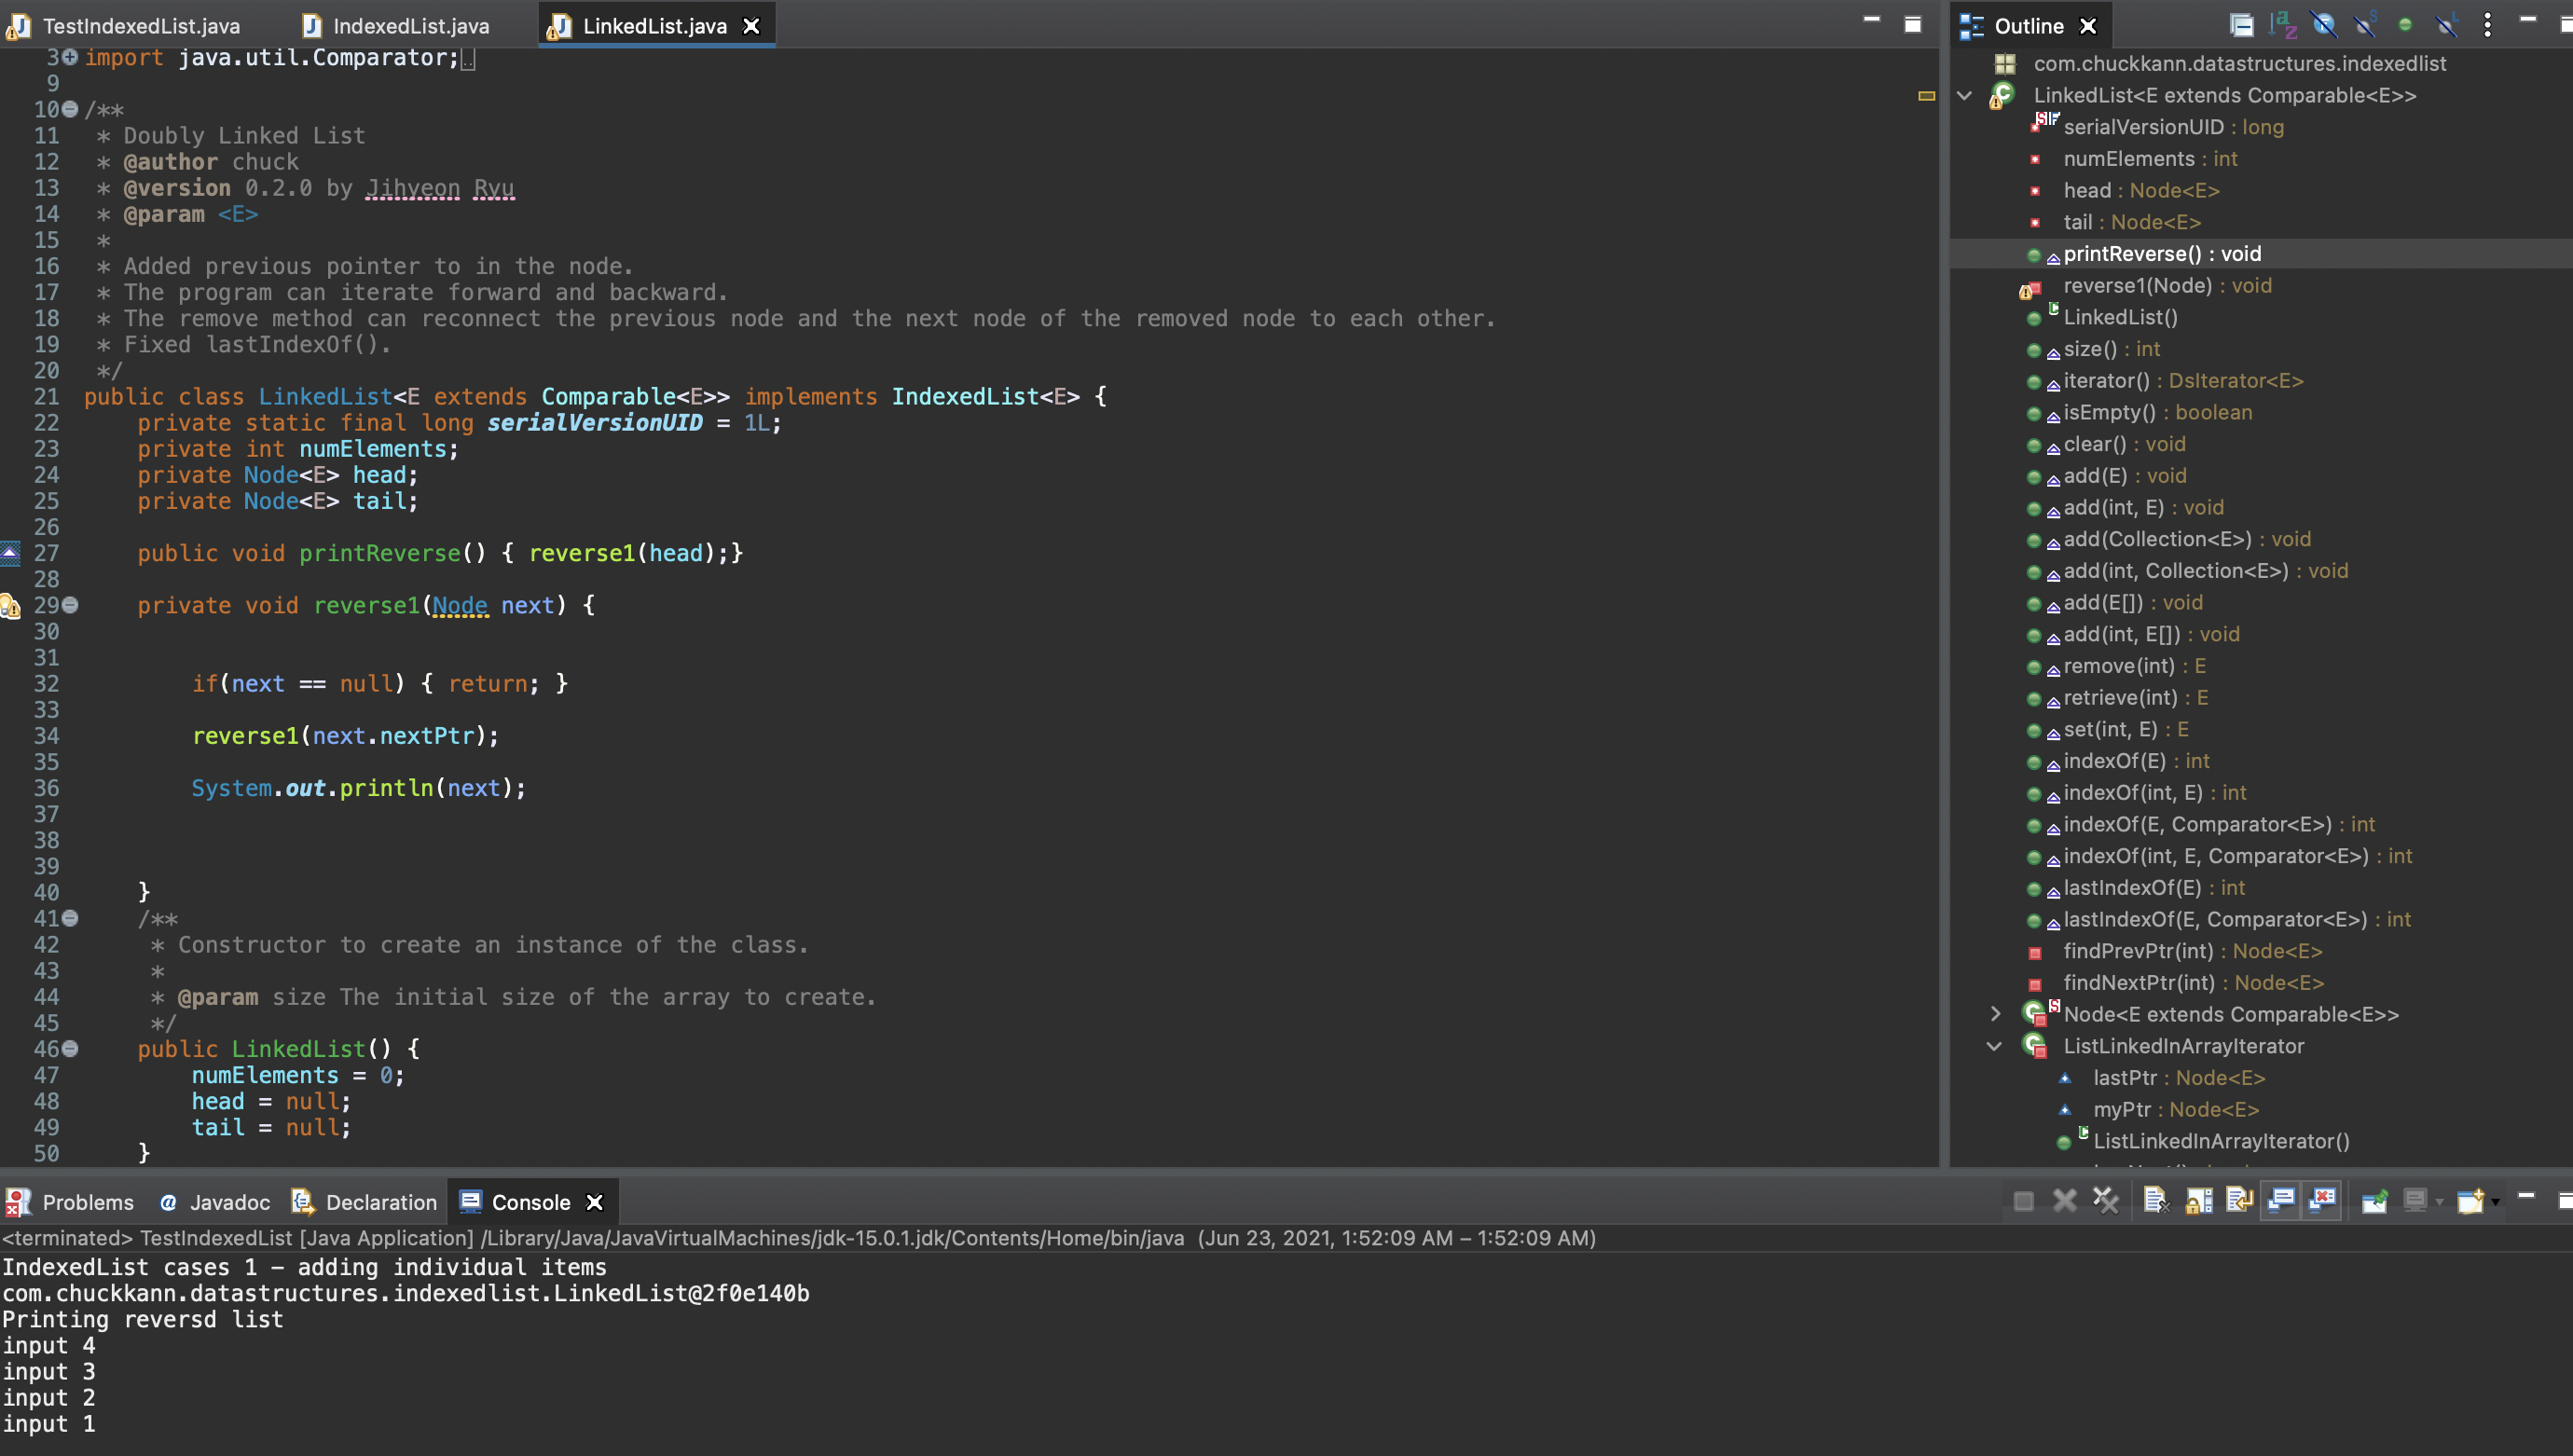 TestIndexedList.java IndexedList.java LinkedList.java
3 import java.util.Comparator;
9
10 /**
11 * Doubly Linked List
12 * @author chuck
13 * @version 0.2.0 by Jihyeon Ryu
14 * @param <E>
15 *
16 * Added previous pointer to in the node.
17 * The program can iterate forward and backward.
18 * The remove method can reconnect the previous node and the next node of the removed node to each other.
19 * Fixed lastIndexOf().
20 */
21 public class LinkedList<E extends Comparable<E>> implements IndexedList<E> {
22 private static final long serialVersionUID = 1L;
23 private int numElements;
24 private Node<E> head;
25 private Node<E> tail;
26
27 public void printReverse() { reverse1(head);}
28
29 private void reverse1(Node next) {
30
31
32 if(next == null) { return; }
33
34 reverse1(next.nextPtr);
35
36 System.out.println(next);
37
38
39
40 }
41 /**
42 * Constructor to create an instance of the class.
43 *
44 * @param size The initial size of the array to create.
45 */
46 public LinkedList() {
47 numElements = 0;
48 head = null;
49 tail = null;
50 }
Outline
com.chuckkann.datastructures.indexedlist
LinkedList<E extends Comparable<E>>
serialVersionUID : long
numElements : int
head : Node<E>
tail : Node<E>
printReverse() : void
reverse1(Node) : void
LinkedList()
size() : int
iterator() : DsIterator<E>
isEmpty() : boolean
clear() : void
add(E) : void
add(int, E) : void
add(Collection<E>) : void
add(int, Collection<E>) : void
add(E[]) : void
add(int, E[]) : void
remove(int) : E
retrieve(int) : E
set(int, E) : E
indexOf(E) : int
indexOf(int, E) : int
indexOf(E, Comparator<E>) : int
indexOf(int, E, Comparator<E>) : int
lastIndexOf(E) : int
lastIndexOf(E, Comparator<E>) : int
findPrevPtr(int) : Node<E>
findNextPtr(int) : Node<E>
Node<E extends Comparable<E>>
ListLinkedInArrayIterator
lastPtr : Node<E>
myPtr : Node<E>
ListLinkedInArrayIterator()
Problems Javadoc Declaration Console
<terminated> TestIndexedList [Java Application] /Library/Java/JavaVirtualMachines/jdk-15.0.1.jdk/Contents/Home/bin/java (Jun 23, 2021, 1:52:09 AM – 1:52:09 AM)
IndexedList cases 1 – adding individual items
com.chuckkann.datastructures.indexedlist.LinkedList@2f0e140b
Printing reversd list
input 4
input 3
input 2
input 1